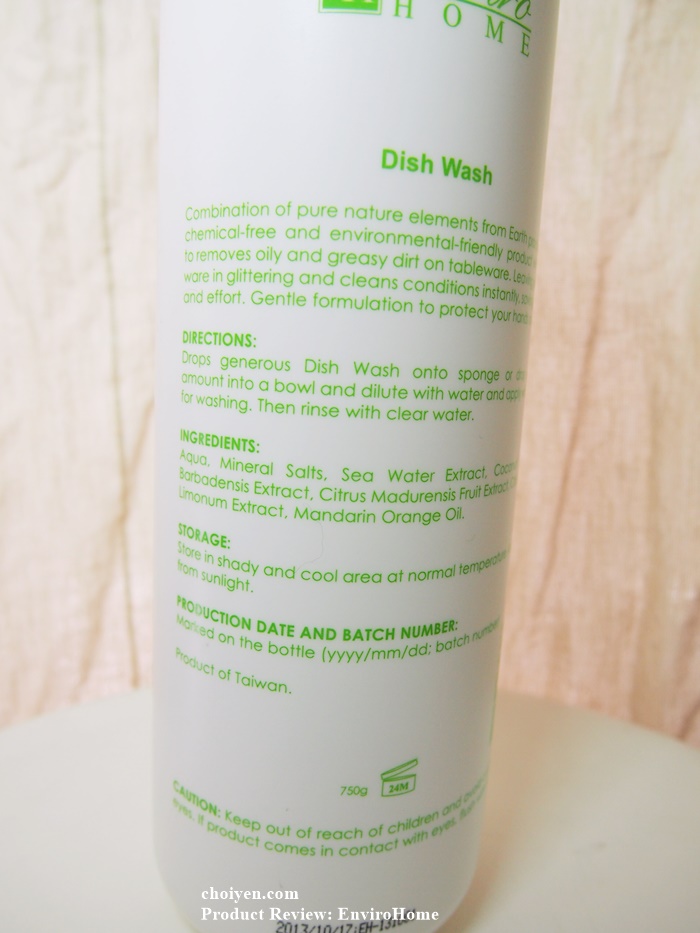 HOME
Dish Wash
Combination of pure nature elements from Earth
chemical-free and environmental-friendly product
to removes oily and greasy dirt on tableware.
ware in glittering and cleans conditions instantly,
and effort. Gentle formulation to protect your
DIRECTIONS:
Drops generous Dish Wash onto sponge or
amount into a bowl and dilute with water and
for washing. Then rinse with clear water.
INGREDIENTS:
Aqua, Mineral Salts, Sea Water Extract,
Barbadensis Extract, Citrus Madurensis Fruit Extract,
Limonum Extract, Mandarin Orange Oil.
STORAGE:
Store in shady and cool area at normal
from sunlight.
PRODUCTION DATE AND BATCH NUMBER:
Marked on the bottle (yyyy/mm/dd; batch number
Product of Taiwan.
750g 24M
CAUTION: Keep out of reach of children and
eyes. If product comes in contact with eyes,
choiyen.com
Product Review: EnviroHome